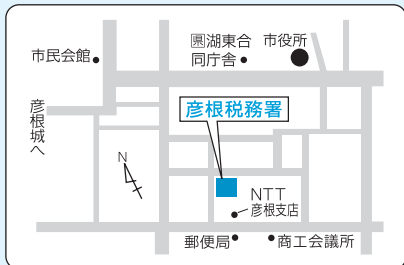 市民会館
県湖東合
同庁舎
市役所
彦根城へ
彦根税務署
N
NTT
彦根支店
郵便局
商工会議所